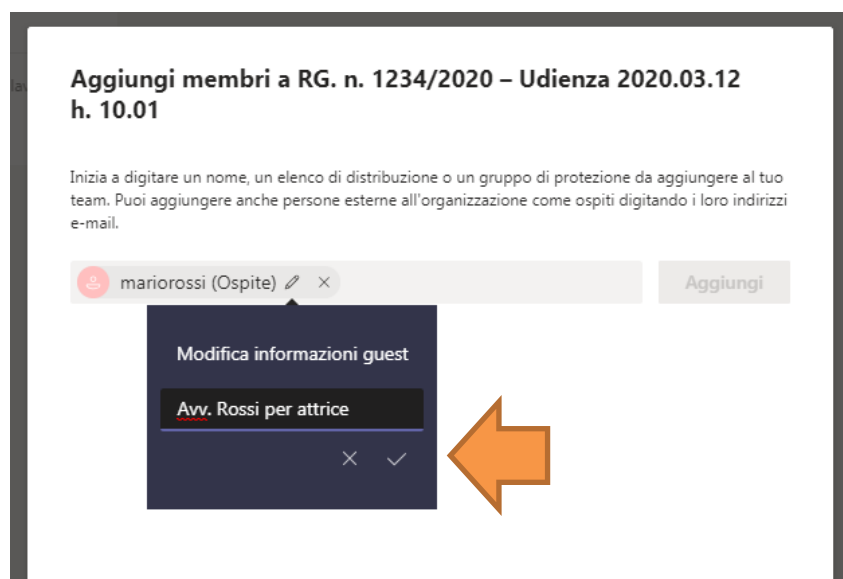 lav
Aggiungi membri a RG. n. 1234/2020 – Udienza 2020.03.12
h. 10.01
Inizia a digitare un nome, un elenco di distribuzione o un gruppo di protezione da aggiungere al tuo
team. Puoi aggiungere anche persone esterne all'organizzazione come ospiti digitando i loro indirizzi
e-mail.
mariorossi (Ospite)
Aggiungi
Modifica informazioni guest
Avv. Rossi per attrice